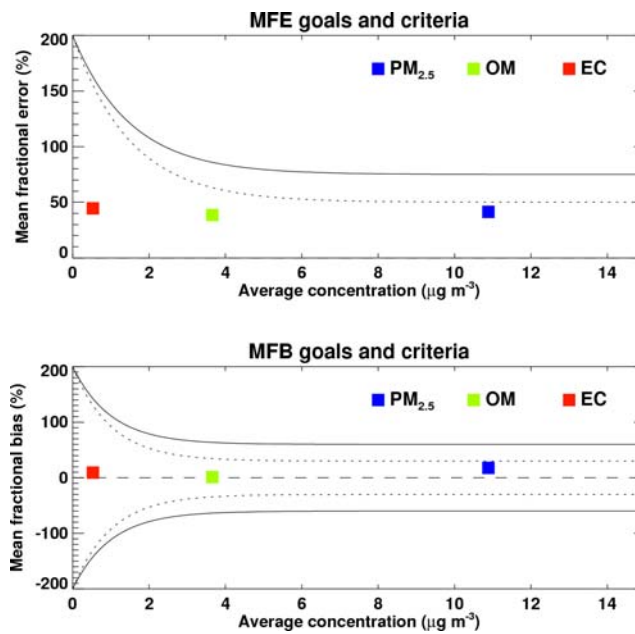 MFE goals and criteria
200
150
100
50
0
Mean fractional error (%)
PM2.5 OM EC
0 2 4 6 8 10 12 14
Average concentration (μg m-3)
MFB goals and criteria
200
100
0
-100
-200
Mean fractional bias (%)
PM2.5 OM EC
0 2 4 6 8 10 12 14
Average concentration (μg m-3)